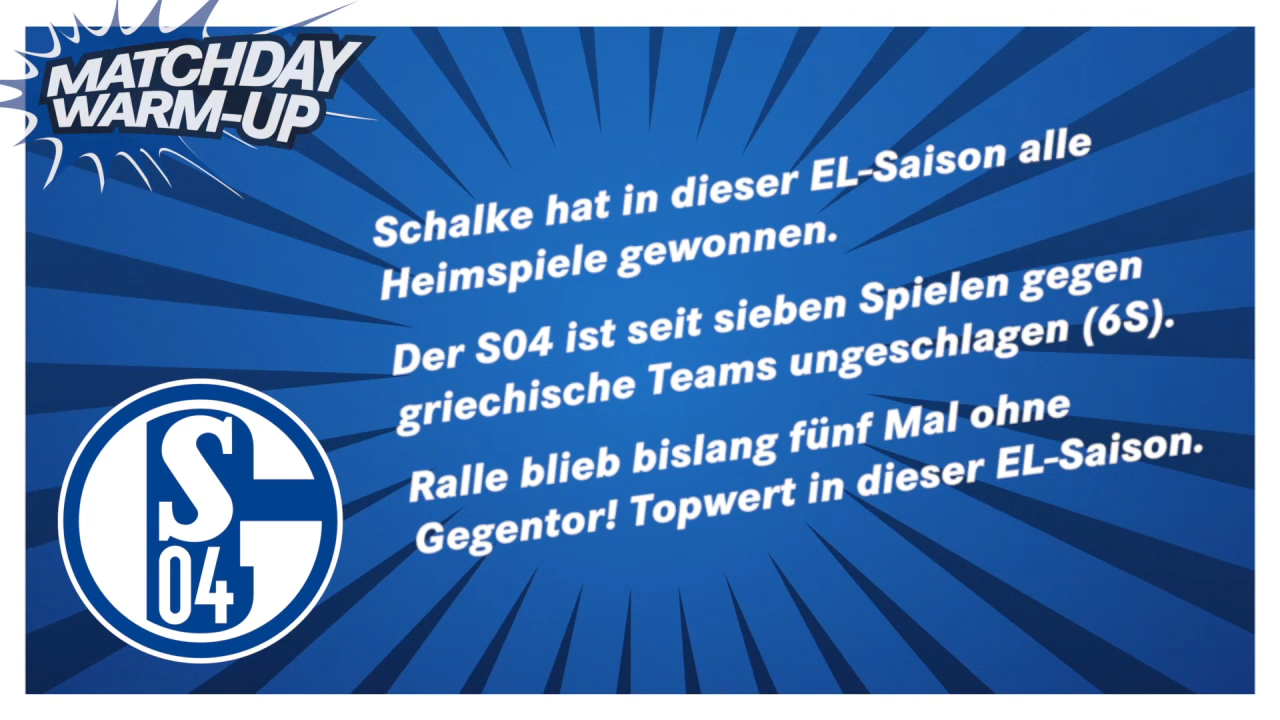 MATCHDAY
WARM-UP
Schalke hat in dieser EL-Saison alle
Heimspiele gewonnen.
Der S04 ist seit sieben Spielen gegen
griechische Teams ungeschlagen (6S).
Ralle blieb bislang fünf Mal ohne
Gegentor! Topwert in dieser EL-Saison.
S
04